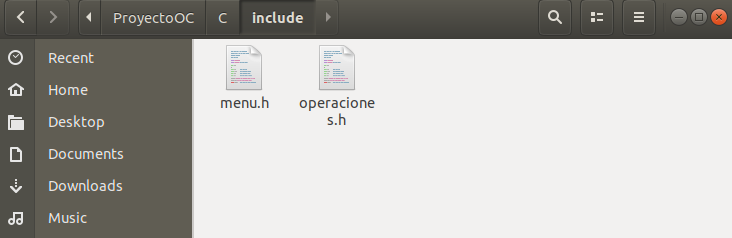 ProyectoOC C include
Recent
Home
Desktop
Documents
Downloads
Music
menu.h
operacione
s.h